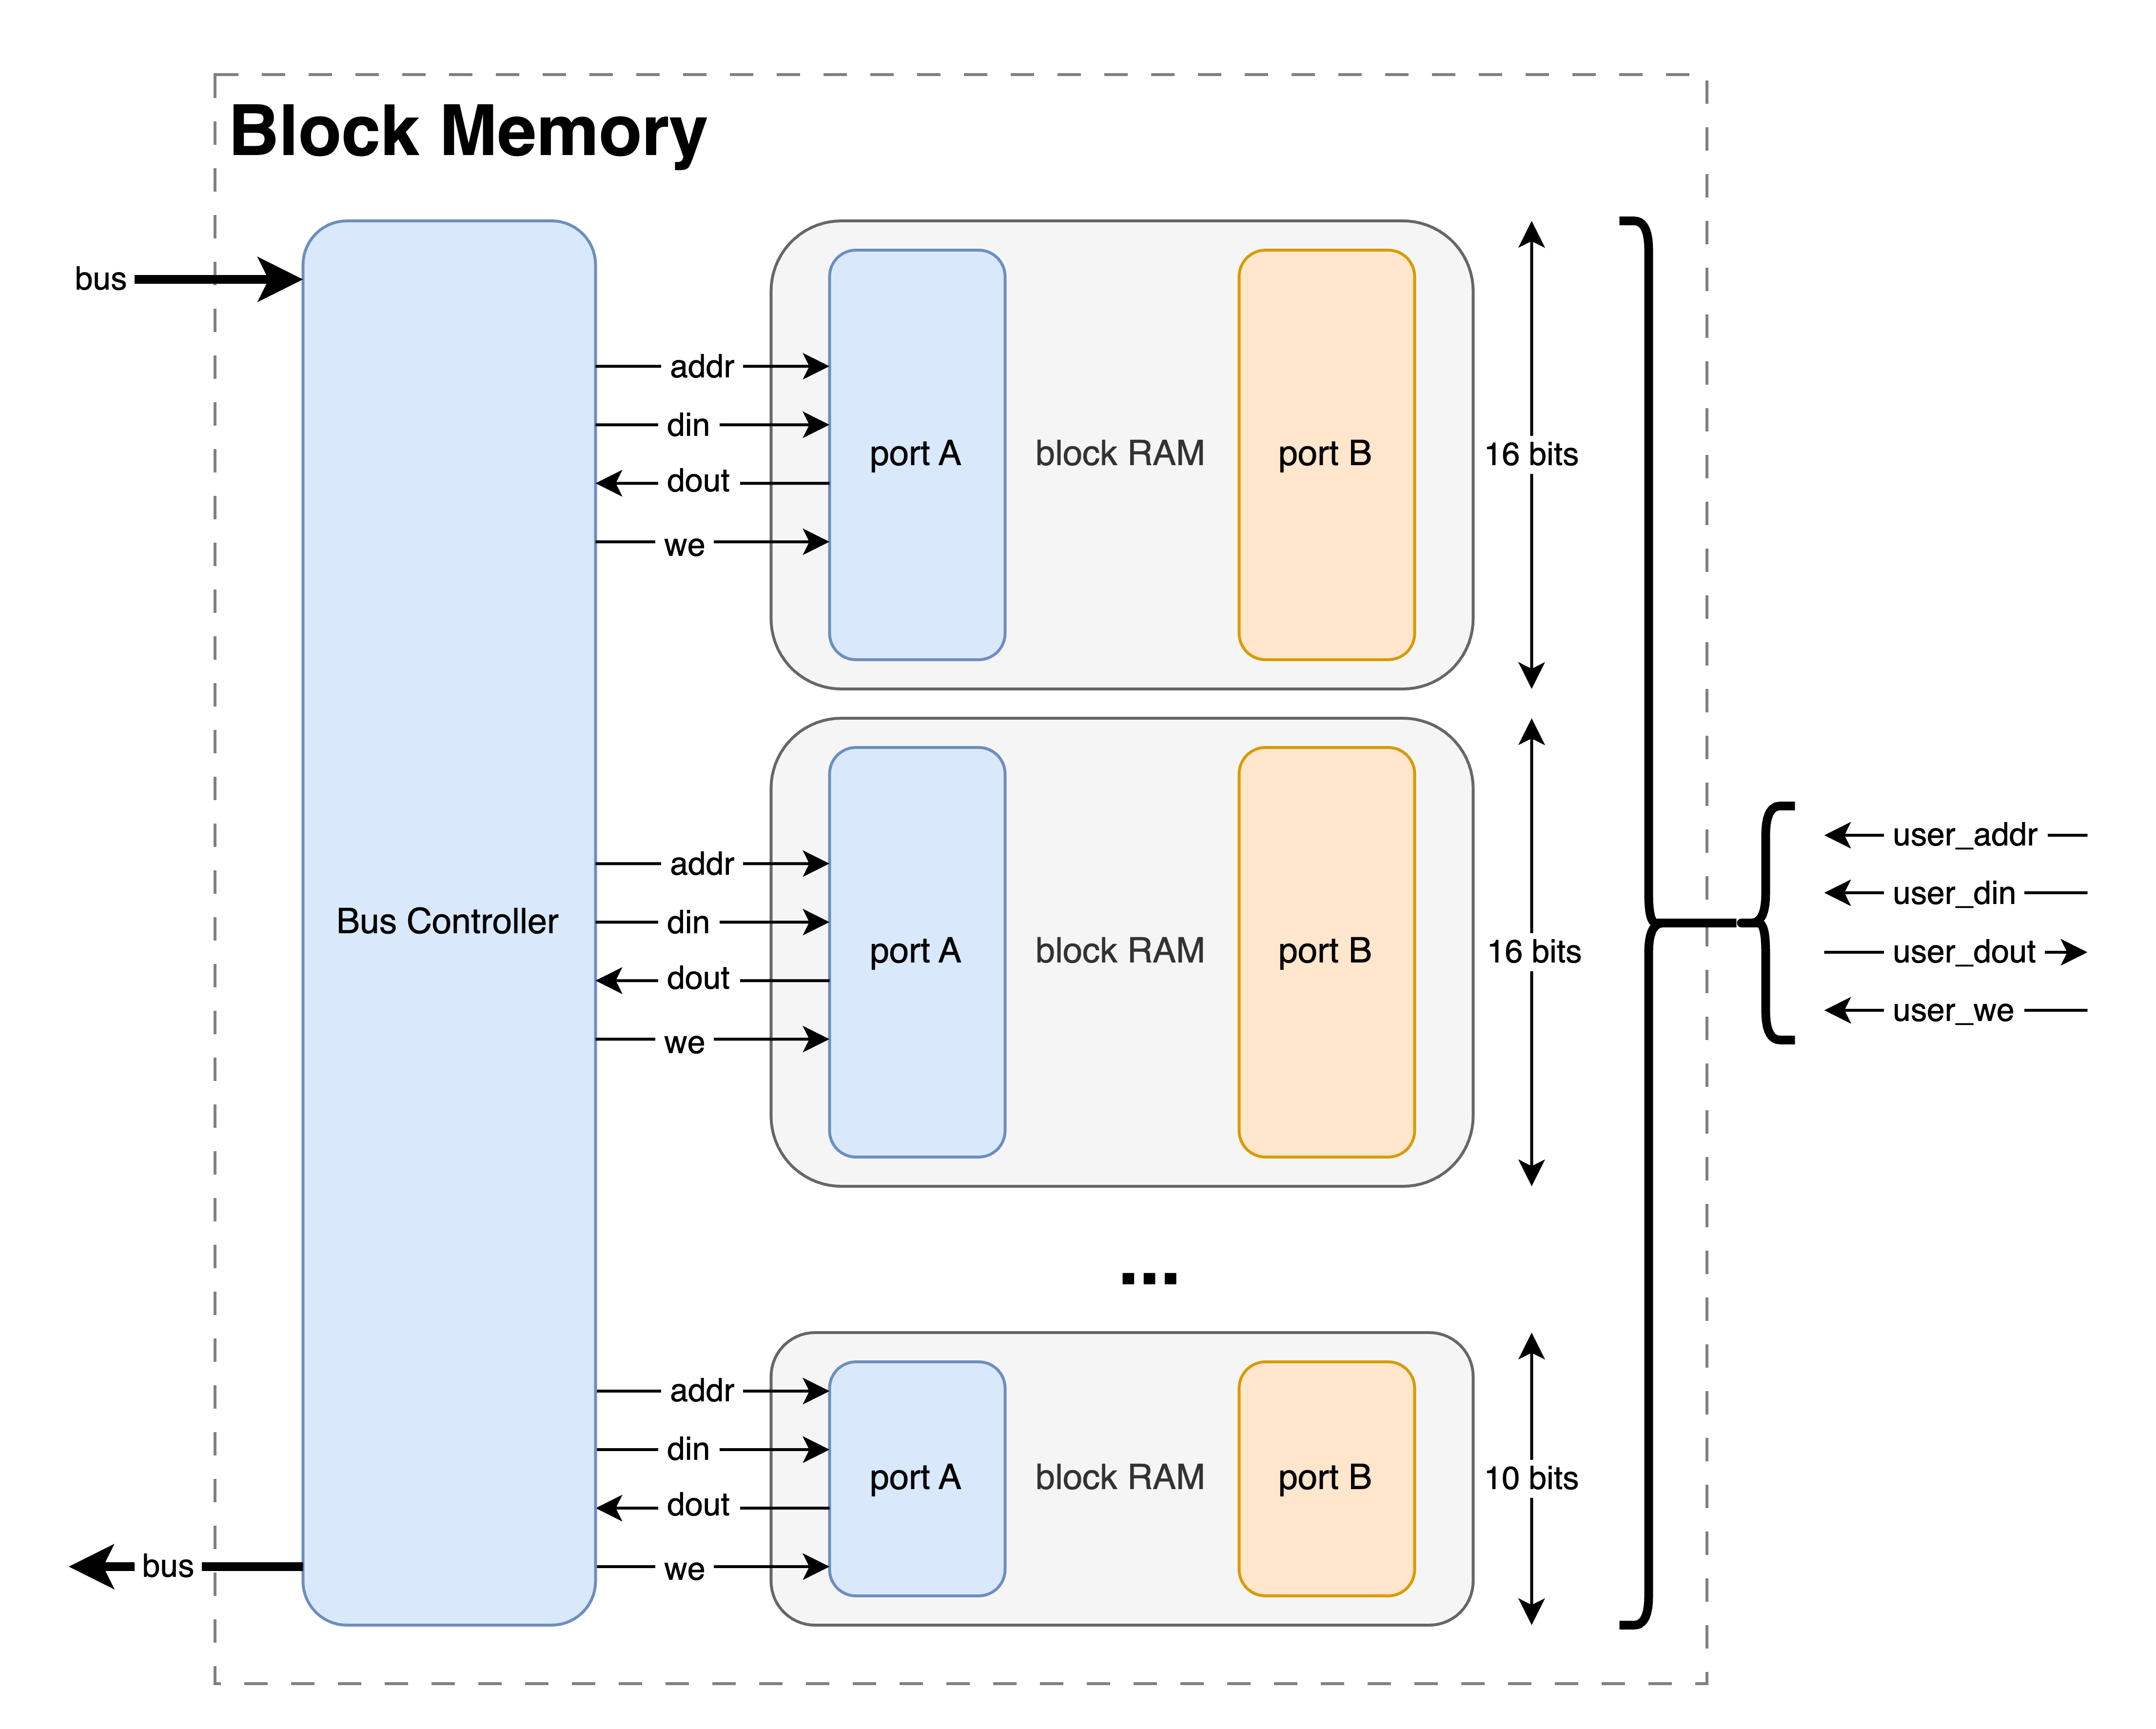 Block Memory
bus
addr
din
dout
we
port A
block RAM
port B
16 bits
Bus Controller
addr
din
dout
we
port A
block RAM
port B
16 bits
user_addr
user_din
user_dout
user_we
...
addr
din
dout
we
port A
block RAM
port B
10 bits
bus